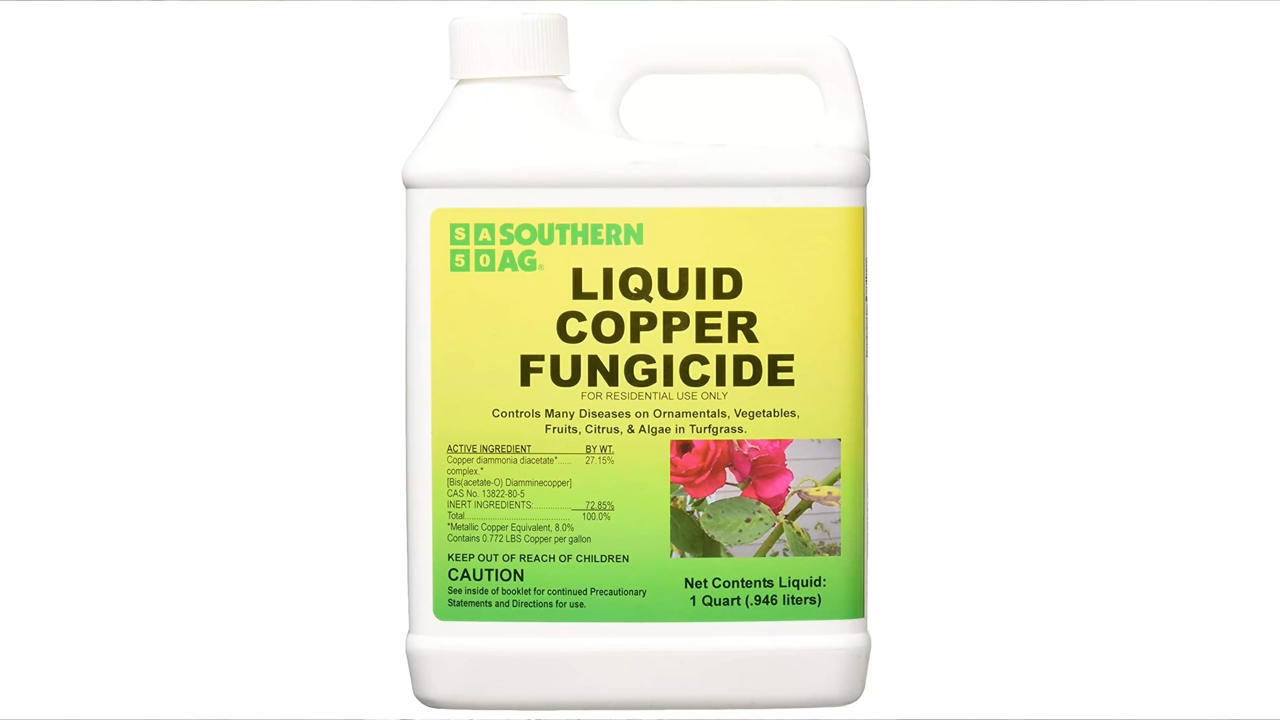 SA SOUTHERN
50 AG®
LIQUID
COPPER
FUNGICIDE
FOR RESIDENTIAL USE ONLY
Controls Many Diseases on Ornamentals, Vegetables,
Fruits, Citrus, & Algae in Turfgrass.
ACTIVE INGREDIENT BY WT.
Copper diammonia diacetate*...... 27.15%
complex.*
[Bis(acetate-O) Diamminecopper]
CAS No. 13822-80-5
INERT INGREDIENTS:.............. 72.85%
Total....................................... 100.0%
*Metallic Copper Equivalent, 8.0%
Contains 0.772 LBS Copper per gallon
KEEP OUT OF REACH OF CHILDREN
CAUTION
See inside of booklet for continued Precautionary
Statements and Directions for use.
Net Contents Liquid:
1 Quart (.946 liters)